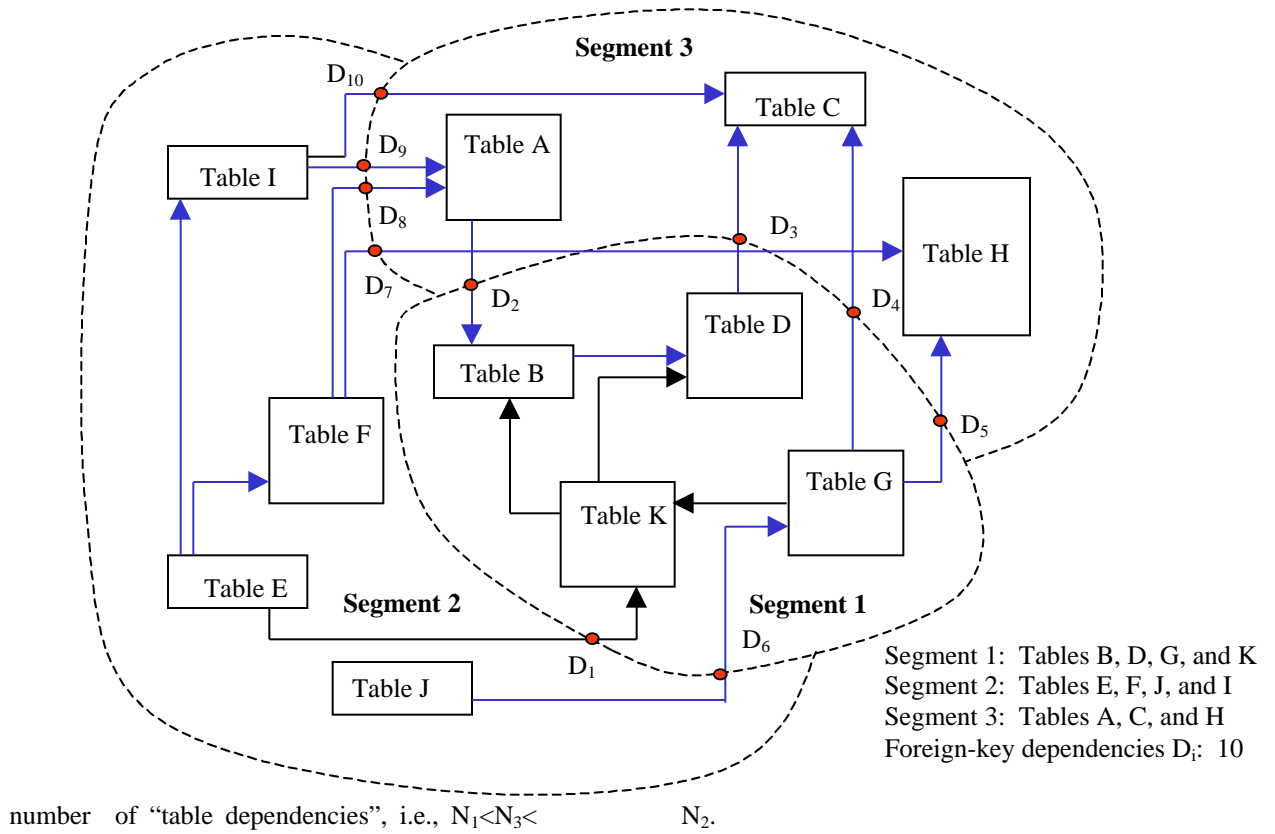 Segment 3
D₁₀
Table C
Table A
D₉
Table I
D₈
D₃
Table H
D₇
D₂
D₄
Table D
Table B
D₅
Table F
Table G
Table K
Table E
Segment 2
Segment 1
D₆
D₁
Table J
Segment 1: Tables B, D, G, and K
Segment 2: Tables E, F, J, and I
Segment 3: Tables A, C, and H
Foreign-key dependencies Dᵢ: 10
number of “table dependencies”, i.e., N₁<N₃< N₂.